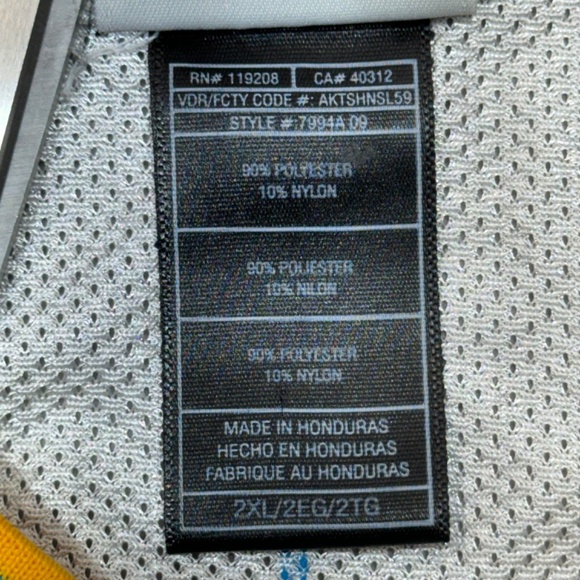 RN# 119208 CA# 40312
VDR/FCTY CODE #: AKTSHNSL59
STYLE # 7994A 09
90% POLYESTER
10% NYLON
90% POLIESTER
10% NILON
90% POLYESTER
10% NYLON
MADE IN HONDURAS
HECHO EN HONDURAS
FABRIQUE AU HONDURAS
2XL/2EG/2TG